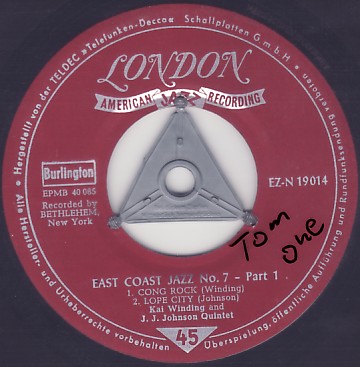 Hergestellt von der TELDEC »Telefunken-Decca« Schallplatten GmbH
LONDON
AMERICAN JAZZ RECORDING
Burlington
EPMB 40 085
Recorded by
BETHLEHEM,
New York
EZ-N 19014
Tom
one
EAST COAST JAZZ No. 7 - Part 1
1. CONG ROCK (Winding)
2. LOPE CITY (Johnson)
Kai Winding and
J. J. Johnson Quintet
45
Alle Hersteller- und Urheberrechte vorbehalten
Überspielung, öffentliche Aufführung und Rundfunksendung verboten